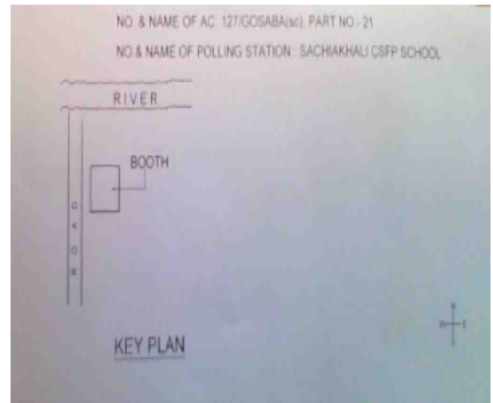 NO. & NAME OF AC: 127/GOSABA(sc). PART NO.- 21
NO.& NAME OF POLLING STATION : SACHIAKHALI CSFP SCHOOL
RIVER
BOOTH
ROAD
N
W E
KEY PLAN